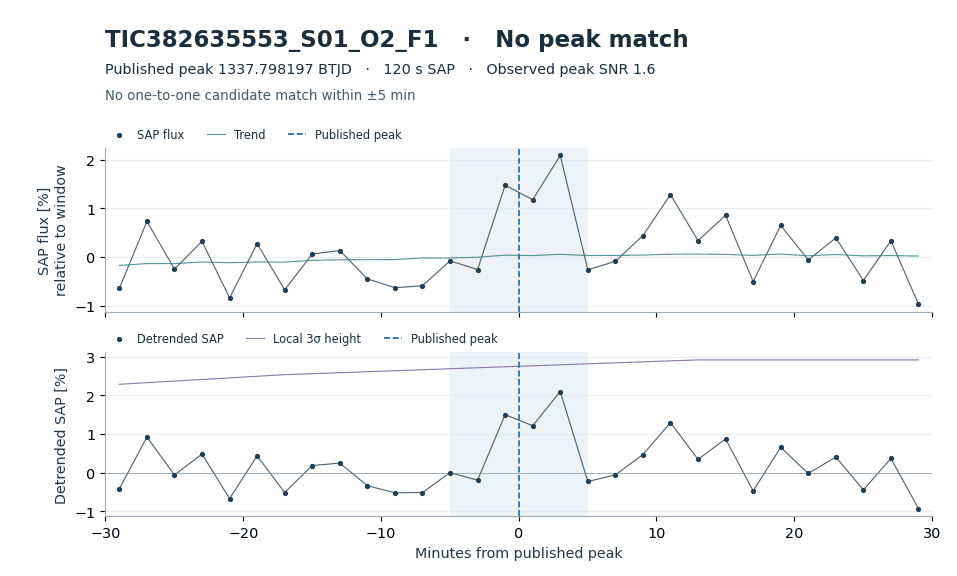 TIC382635553_S01_O2_F1 · No peak match
Published peak 1337.798197 BTJD · 120 s SAP · Observed peak SNR 1.6
No one-to-one candidate match within ±5 min
SAP flux Trend Published peak
SAP flux [%]
relative to window
2
1
0
−1
Detrended SAP Local 3σ height Published peak
Detrended SAP [%]
3
2
1
0
−1
−30 −20 −10 0 10 20 30
Minutes from published peak